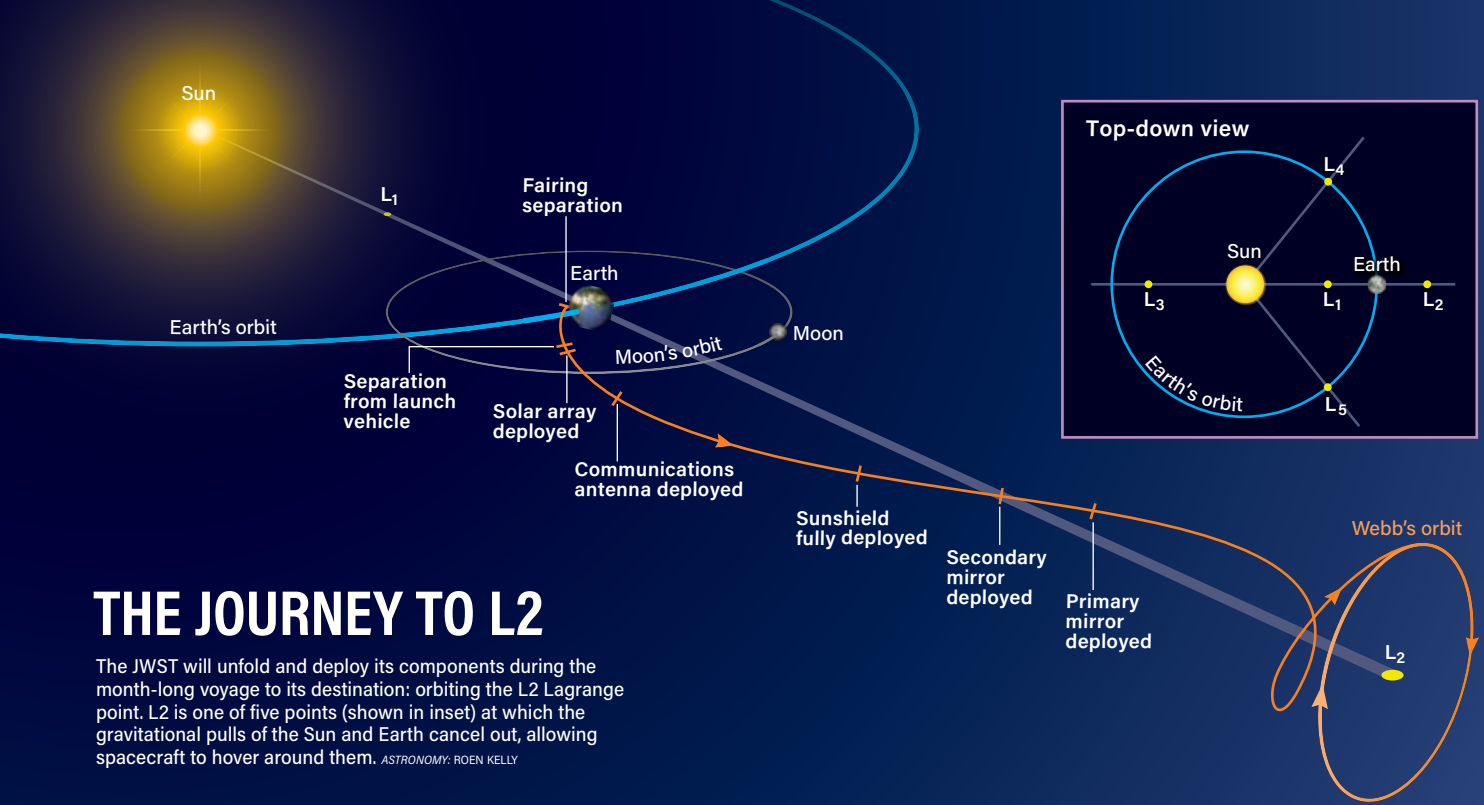 Sun
L1
Fairing
separation
Earth
Earth's orbit
Moon
Moon's orbit
Separation
from launch
vehicle
Solar array
deployed
Communications
antenna deployed
Sunshield
fully deployed
Secondary
mirror
deployed
Primary
mirror
deployed
Webb's orbit
L2
Top-down view
L4
Sun
Earth
L3
L1
L2
Earth's orbit
L5
THE JOURNEY TO L2
The JWST will unfold and deploy its components during the
month-long voyage to its destination: orbiting the L2 Lagrange
point. L2 is one of five points (shown in inset) at which the
gravitational pulls of the Sun and Earth cancel out, allowing
spacecraft to hover around them. ASTRONOMY: ROEN KELLY